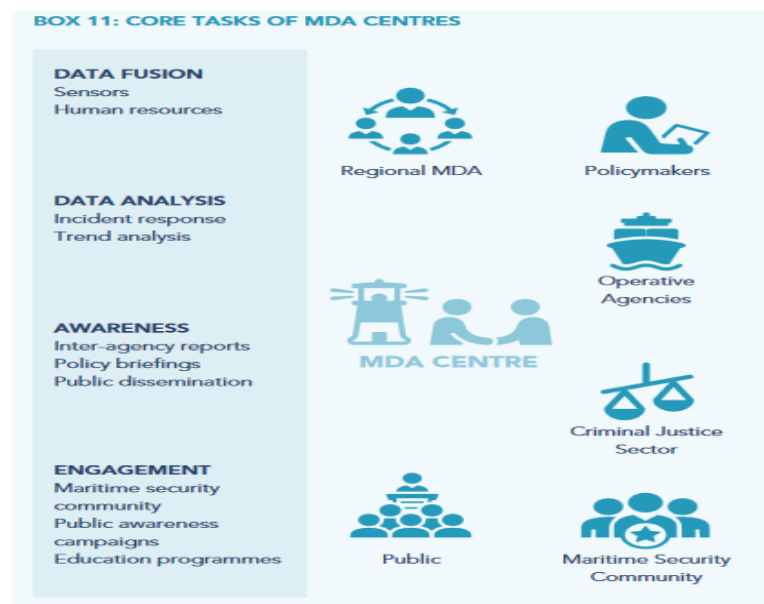 BOX 11: CORE TASKS OF MDA CENTRES
DATA FUSION
Sensors
Human resources
DATA ANALYSIS
Incident response
Trend analysis
AWARENESS
Inter-agency reports
Policy briefings
Public dissemination
ENGAGEMENT
Maritime security
community
Public awareness
campaigns
Education programmes
Regional MDA
Policymakers
Operative
Agencies
MDA CENTRE
Criminal Justice
Sector
Public
Maritime Security
Community